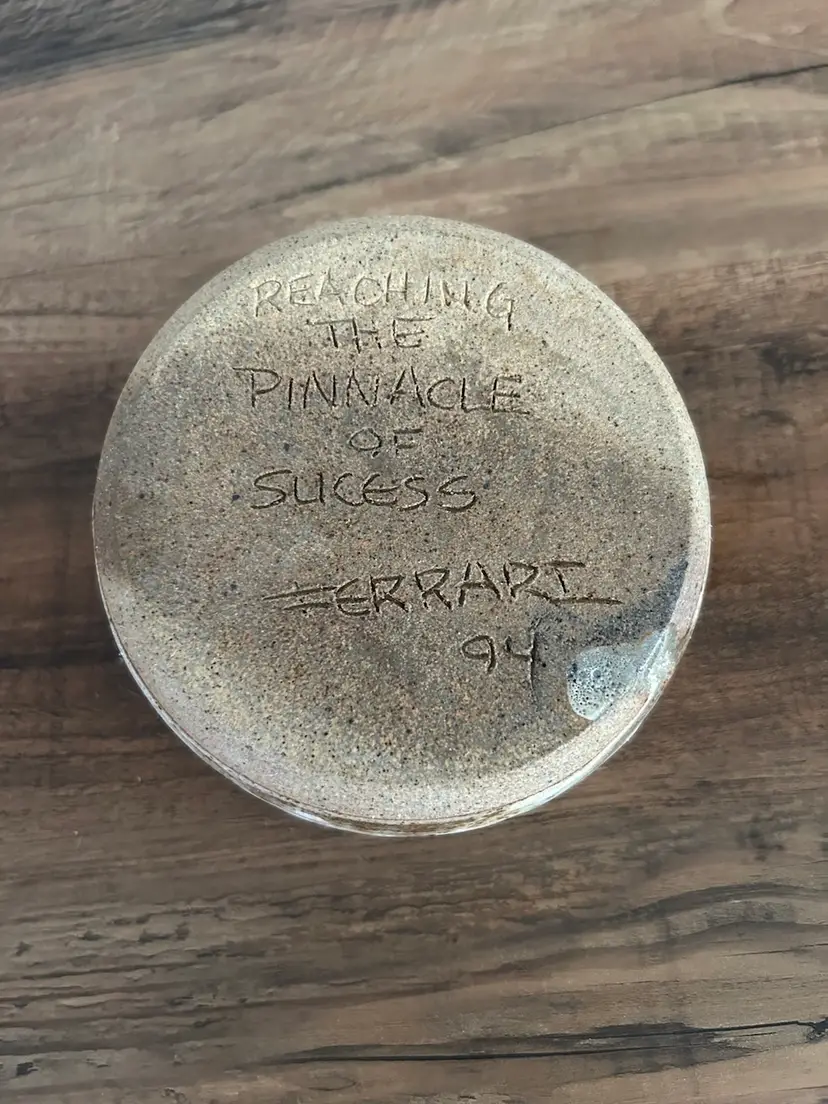 REACHING
THE
PINNACLE
OF
SUCESS
FERRARI
94